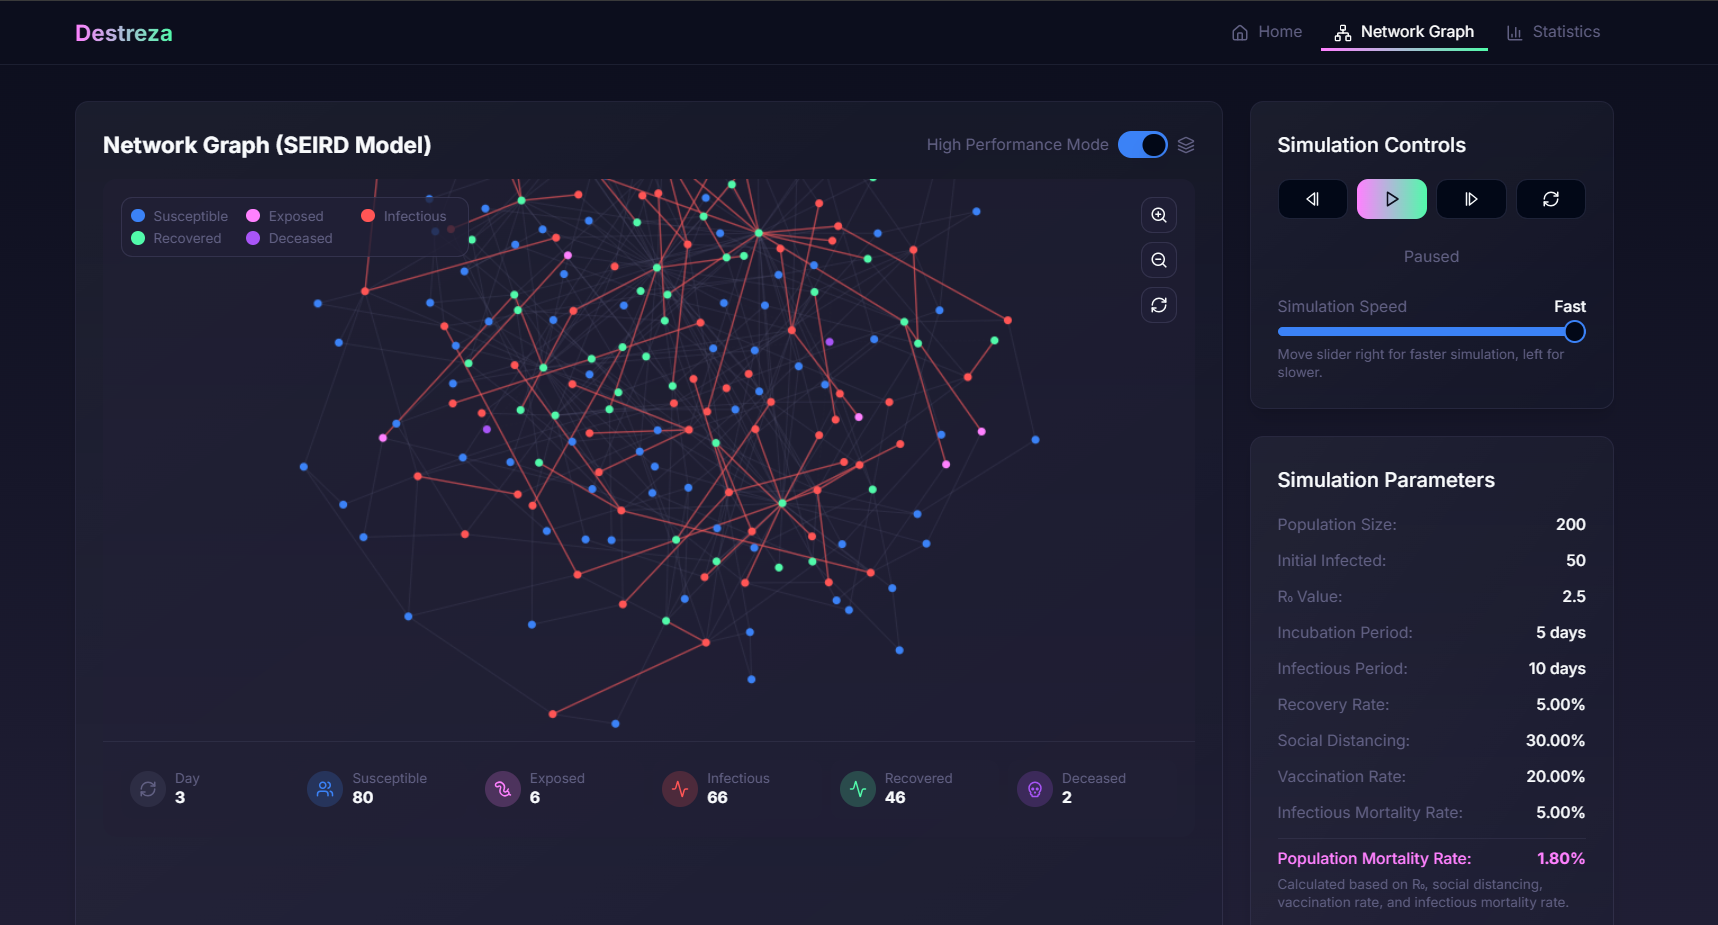 Destreza
Home
Network Graph
Statistics
Network Graph (SEIRD Model)
High Performance Mode
Susceptible
Exposed
Infectious
Recovered
Deceased
Day
3
Susceptible
80
Exposed
6
Infectious
66
Recovered
46
Deceased
2
Simulation Controls
Paused
Simulation Speed
Fast
Move slider right for faster simulation, left for
slower.
Simulation Parameters
Population Size: 200
Initial Infected: 50
R₀ Value: 2.5
Incubation Period: 5 days
Infectious Period: 10 days
Recovery Rate: 5.00%
Social Distancing: 30.00%
Vaccination Rate: 20.00%
Infectious Mortality Rate: 5.00%
Population Mortality Rate: 1.80%
Calculated based on R₀, social distancing,
vaccination rate, and infectious mortality rate.